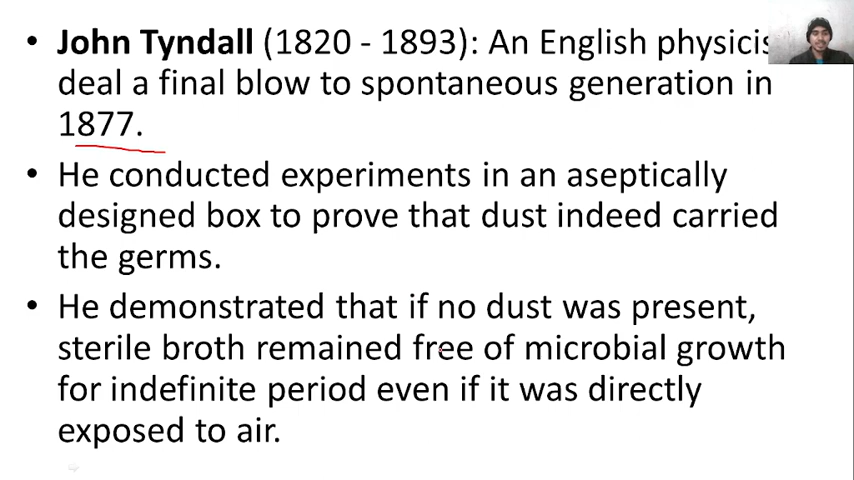 • John Tyndall (1820 - 1893): An English physicis
deal a final blow to spontaneous generation in
1877.
• He conducted experiments in an aseptically
designed box to prove that dust indeed carried
the germs.
• He demonstrated that if no dust was present,
sterile broth remained free of microbial growth
for indefinite period even if it was directly
exposed to air.